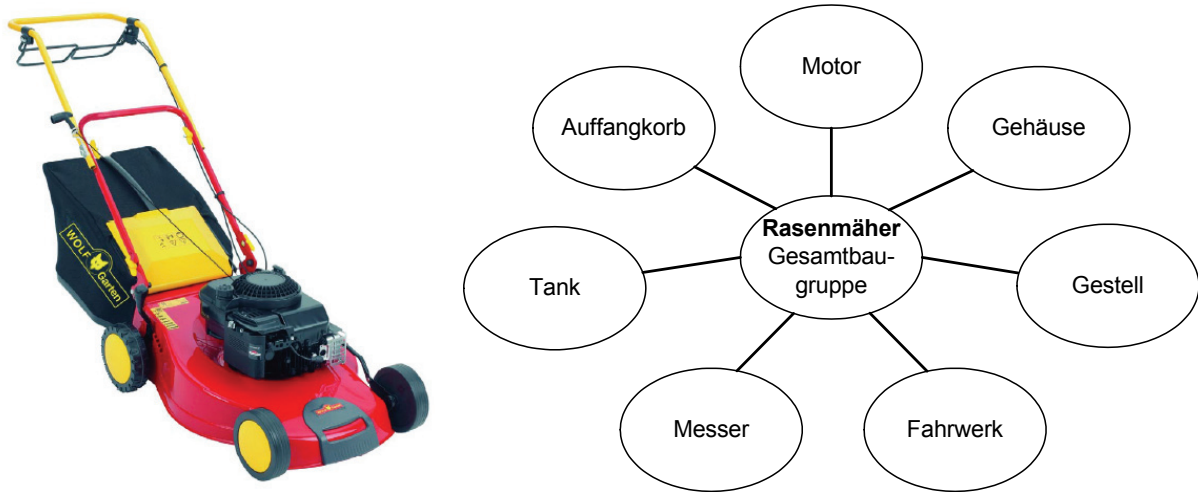 WOLF
Garten
Motor
Auffangkorb
Gehäuse
Rasenmäher
Gesamtbau-
gruppe
Tank
Gestell
Messer
Fahrwerk